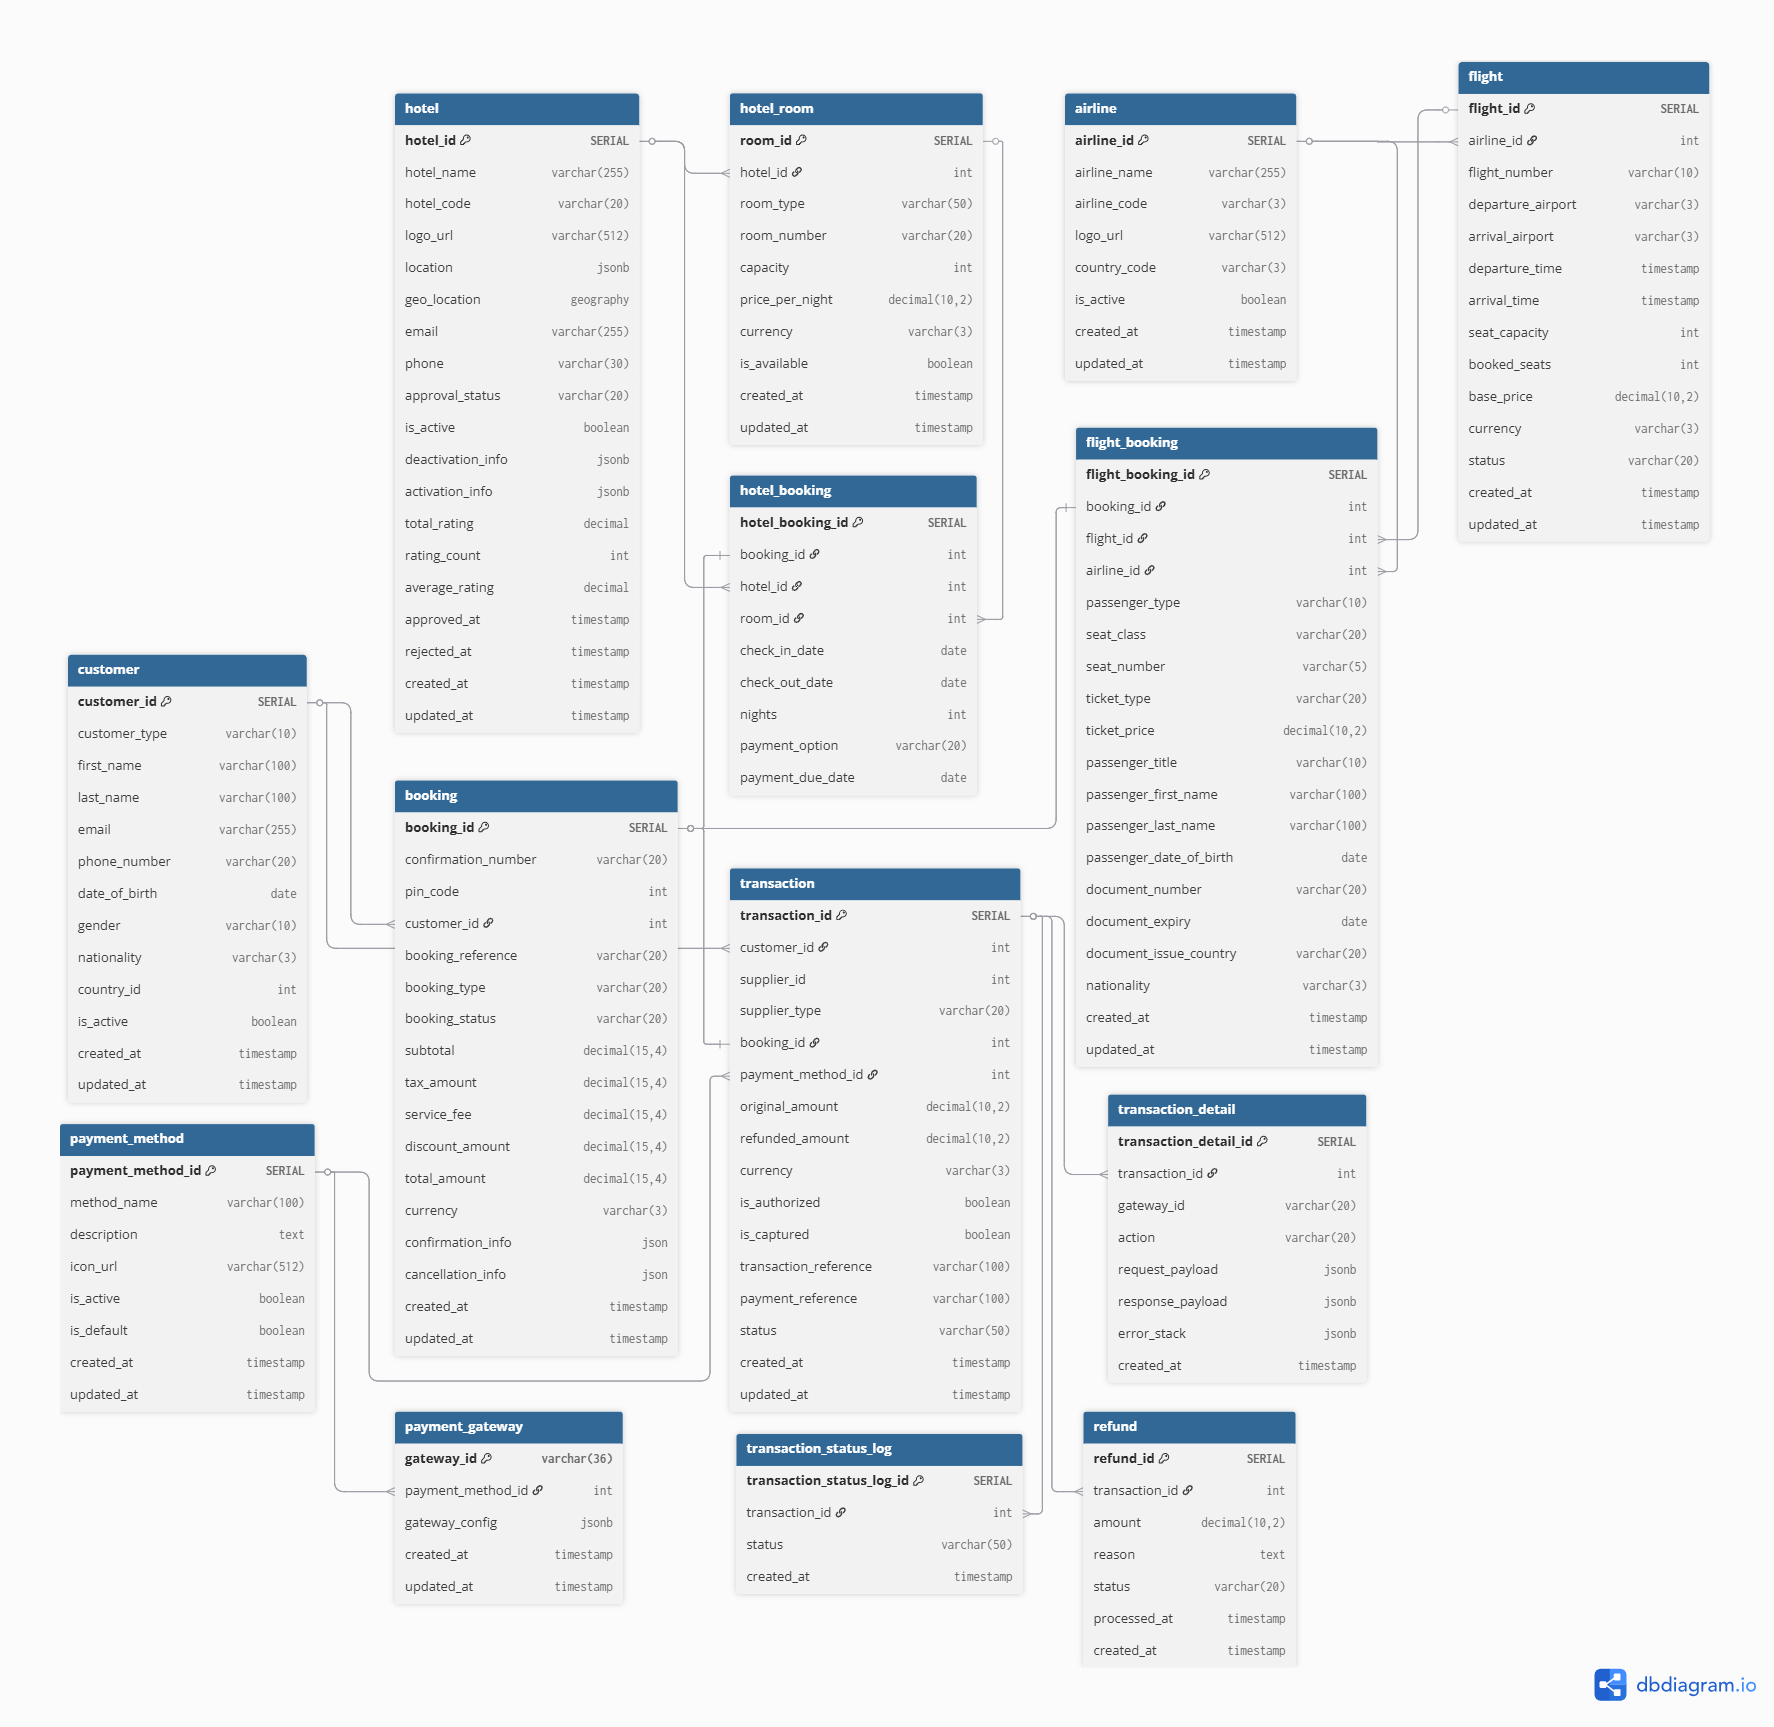 hotel
hotel_id SERIAL
hotel_name varchar(255)
hotel_code varchar(20)
logo_url varchar(512)
location jsonb
geo_location geography
email varchar(255)
phone varchar(30)
approval_status varchar(20)
is_active boolean
deactivation_info jsonb
activation_info jsonb
total_rating decimal
rating_count int
average_rating decimal
approved_at timestamp
rejected_at timestamp
created_at timestamp
updated_at timestamp
hotel_room
room_id SERIAL
hotel_id int
room_type varchar(50)
room_number varchar(20)
capacity int
price_per_night decimal(10,2)
currency varchar(3)
is_available boolean
created_at timestamp
updated_at timestamp
airline
airline_id SERIAL
airline_name varchar(255)
airline_code varchar(3)
logo_url varchar(512)
country_code varchar(3)
is_active boolean
created_at timestamp
updated_at timestamp
flight
flight_id SERIAL
airline_id int
flight_number varchar(10)
departure_airport varchar(3)
arrival_airport varchar(3)
departure_time timestamp
arrival_time timestamp
seat_capacity int
booked_seats int
base_price decimal(10,2)
currency varchar(3)
status varchar(20)
created_at timestamp
updated_at timestamp
hotel_booking
hotel_booking_id SERIAL
booking_id int
hotel_id int
room_id int
check_in_date date
check_out_date date
nights int
payment_option varchar(20)
payment_due_date date
flight_booking
flight_booking_id SERIAL
booking_id int
flight_id int
airline_id int
passenger_type varchar(10)
seat_class varchar(20)
seat_number varchar(5)
ticket_type varchar(20)
ticket_price decimal(10,2)
passenger_title varchar(10)
passenger_first_name varchar(100)
passenger_last_name varchar(100)
passenger_date_of_birth date
document_number varchar(20)
document_expiry date
document_issue_country varchar(20)
nationality varchar(3)
created_at timestamp
updated_at timestamp
customer
customer_id SERIAL
customer_type varchar(10)
first_name varchar(100)
last_name varchar(100)
email varchar(255)
phone_number varchar(20)
date_of_birth date
gender varchar(10)
nationality varchar(3)
country_id int
is_active boolean
created_at timestamp
updated_at timestamp
booking
booking_id SERIAL
confirmation_number varchar(20)
pin_code int
customer_id int
booking_reference varchar(20)
booking_type varchar(20)
booking_status varchar(20)
subtotal decimal(15,4)
tax_amount decimal(15,4)
service_fee decimal(15,4)
discount_amount decimal(15,4)
total_amount decimal(15,4)
currency varchar(3)
confirmation_info json
cancellation_info json
created_at timestamp
updated_at timestamp
transaction
transaction_id SERIAL
customer_id int
supplier_id int
supplier_type varchar(20)
booking_id int
payment_method_id int
original_amount decimal(10,2)
refunded_amount decimal(10,2)
currency varchar(3)
is_authorized boolean
is_captured boolean
transaction_reference varchar(100)
payment_reference varchar(100)
status varchar(50)
created_at timestamp
updated_at timestamp
transaction_detail
transaction_detail_id SERIAL
transaction_id int
gateway_id varchar(20)
action varchar(20)
request_payload jsonb
response_payload jsonb
error_stack jsonb
created_at timestamp
payment_method
payment_method_id SERIAL
method_name varchar(100)
description text
icon_url varchar(512)
is_active boolean
is_default boolean
created_at timestamp
updated_at timestamp
payment_gateway
gateway_id varchar(36)
payment_method_id int
gateway_config jsonb
created_at timestamp
updated_at timestamp
transaction_status_log
transaction_status_log_id SERIAL
transaction_id int
status varchar(50)
created_at timestamp
refund
refund_id SERIAL
transaction_id int
amount decimal(10,2)
reason text
status varchar(20)
processed_at timestamp
created_at timestamp
dbdiagram.io